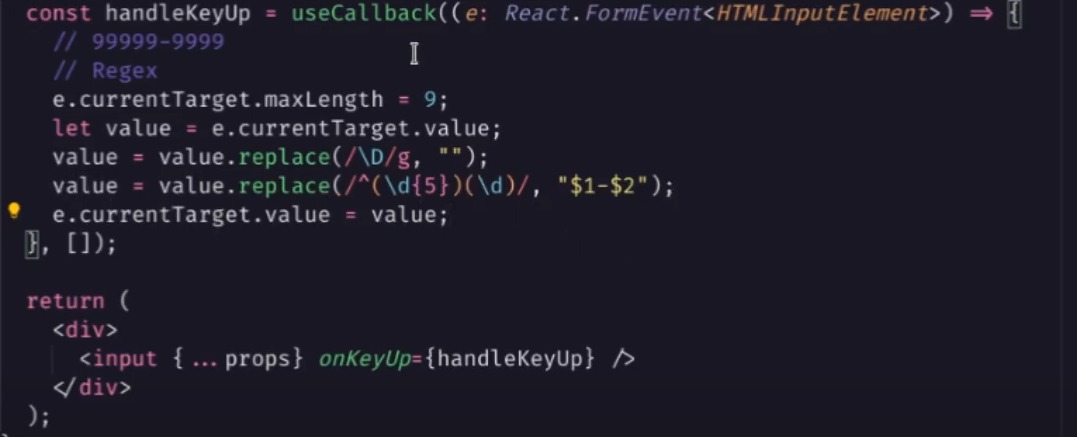 const handleKeyUp = useCallback((e: React.FormEvent<HTMLInputElement>) => {
// 99999-9999
// Regex
e.currentTarget.maxLength = 9;
let value = e.currentTarget.value;
value = value.replace(/\D/g, "");
value = value.replace(/^(\d{5})(\d)/, "$1-$2");
e.currentTarget.value = value;
}, []);
return (
<div>
<input {...props} onKeyUp={handleKeyUp} />
</div>
);